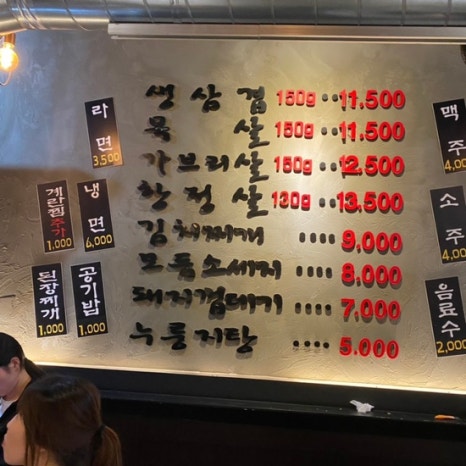 생삼겹 150g ·· 11.500
목살 150g ·· 11.500
가브리살 150g ·· 12.500
항정살 130g ·· 13.500
김치찌개 ···· 9.000
모듬소세지 ···· 8.000
돼지껍데기 ···· 7.000
누룽지탕 ···· 5.000
라면 3.500
계란찜 추가 1.000
냉면 6,000
된장찌개 1.000
공기밥 1,000
맥주 4,0
소주 4,00
음료수 2,000